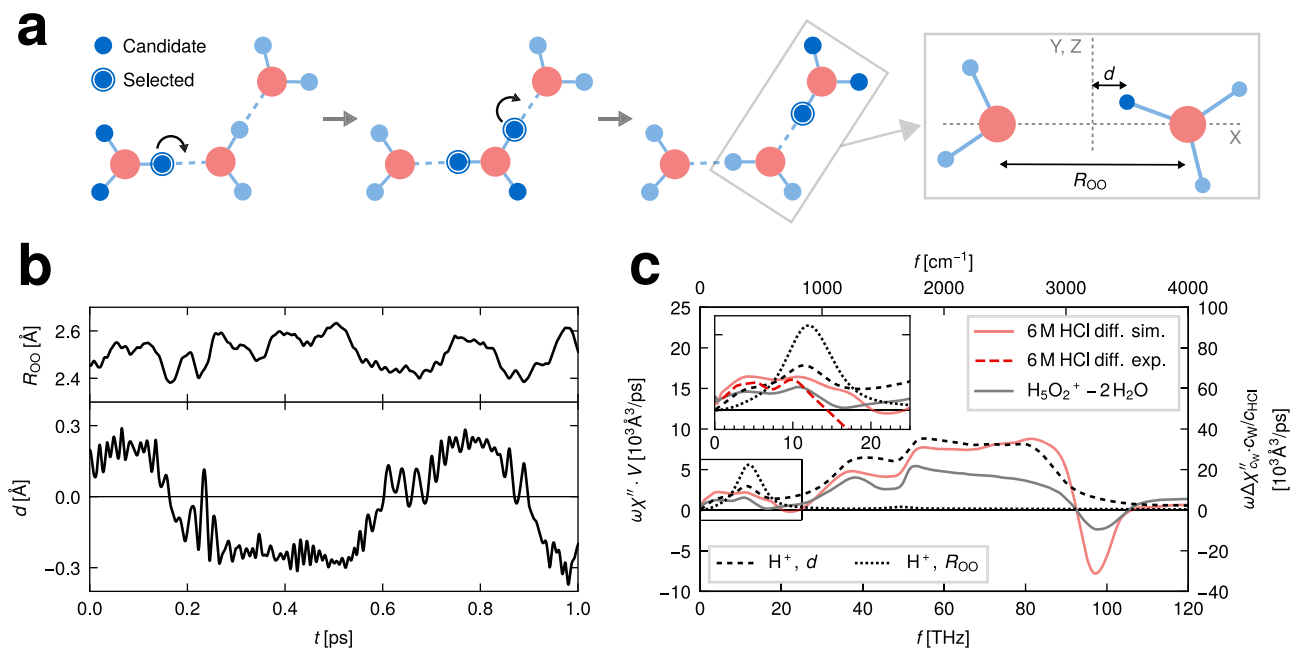 a
Candidate
Selected
Y, Z
d
X
R_OO
b
R_OO [Å]
2.6
2.4
d [Å]
0.3
0.0
−0.3
0.0 0.2 0.4 0.6 0.8 1.0
t [ps]
c
f [cm⁻¹]
0 1000 2000 3000 4000
ωχ′′ · V [10³Å³/ps]
25
20
15
10
5
0
−5
−10
6 M HCl diff. sim.
6 M HCl diff. exp.
H₅O₂⁺ − 2H₂O
0 10 20
H⁺, d
H⁺, R_OO
100
80
60
40
20
0
−20
−40
ωΔχ′′_cW · c_W/c_HCl
[10³Å³/ps]
0 20 40 60 80 100 120
f [THz]